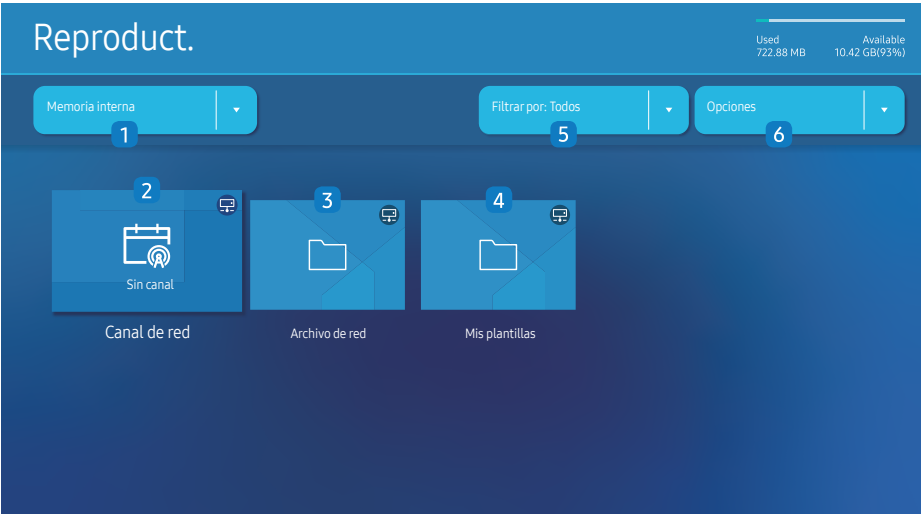 Reproduct.
Used Available
722.88 MB 10.42 GB(93%)
Memoria interna
1
Filtrar por: Todos
5
Opciones
6
2
Sin canal
Canal de red
3
Archivo de red
4
Mis plantillas